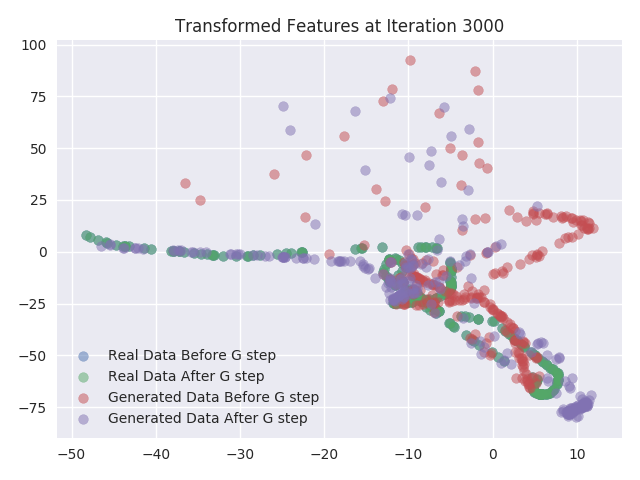 Transformed Features at Iteration 3000
100
75
50
25
0
−25
−50
−75
Real Data Before G step
Real Data After G step
Generated Data Before G step
Generated Data After G step
−50 −40 −30 −20 −10 0 10